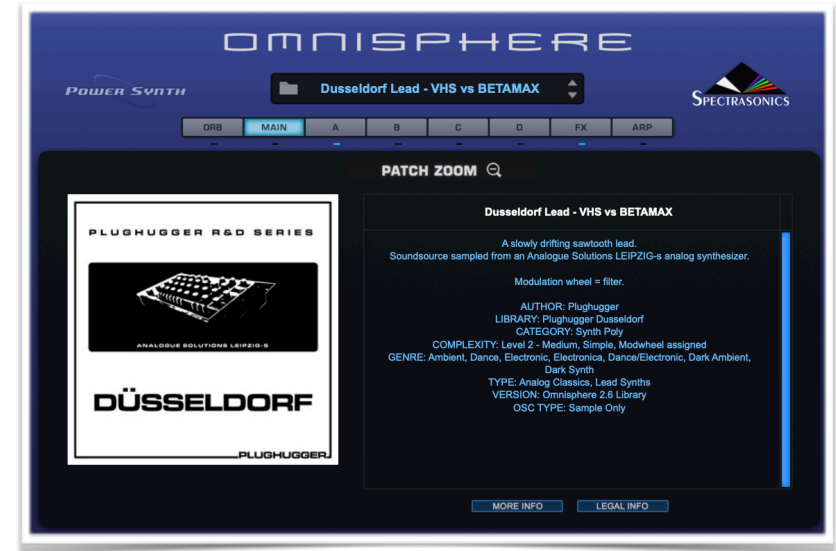 OMNISPHERE
POWER SYNTH
Dusseldorf Lead - VHS vs BETAMAX
SPECTRASONICS
ORB MAIN A B C D FX ARP
PATCH ZOOM
PLUGHUGGER R&D SERIES
ANALOGUE SOLUTIONS LEIPZIG-S
DÜSSELDORF
PLUGHUGGER
Dusseldorf Lead - VHS vs BETAMAX
A slowly drifting sawtooth lead.
Soundsource sampled from an Analogue Solutions LEIPZIG-s analog synthesizer.
Modulation wheel = filter.
AUTHOR: Plughugger
LIBRARY: Plughugger Dusseldorf
CATEGORY: Synth Poly
COMPLEXITY: Level 2 - Medium, Simple, Modwheel assigned
GENRE: Ambient, Dance, Electronic, Electronica, Dance/Electronic, Dark Ambient,
Dark Synth
TYPE: Analog Classics, Lead Synths
VERSION: Omnisphere 2.6 Library
OSC TYPE: Sample Only
MORE INFO LEGAL INFO